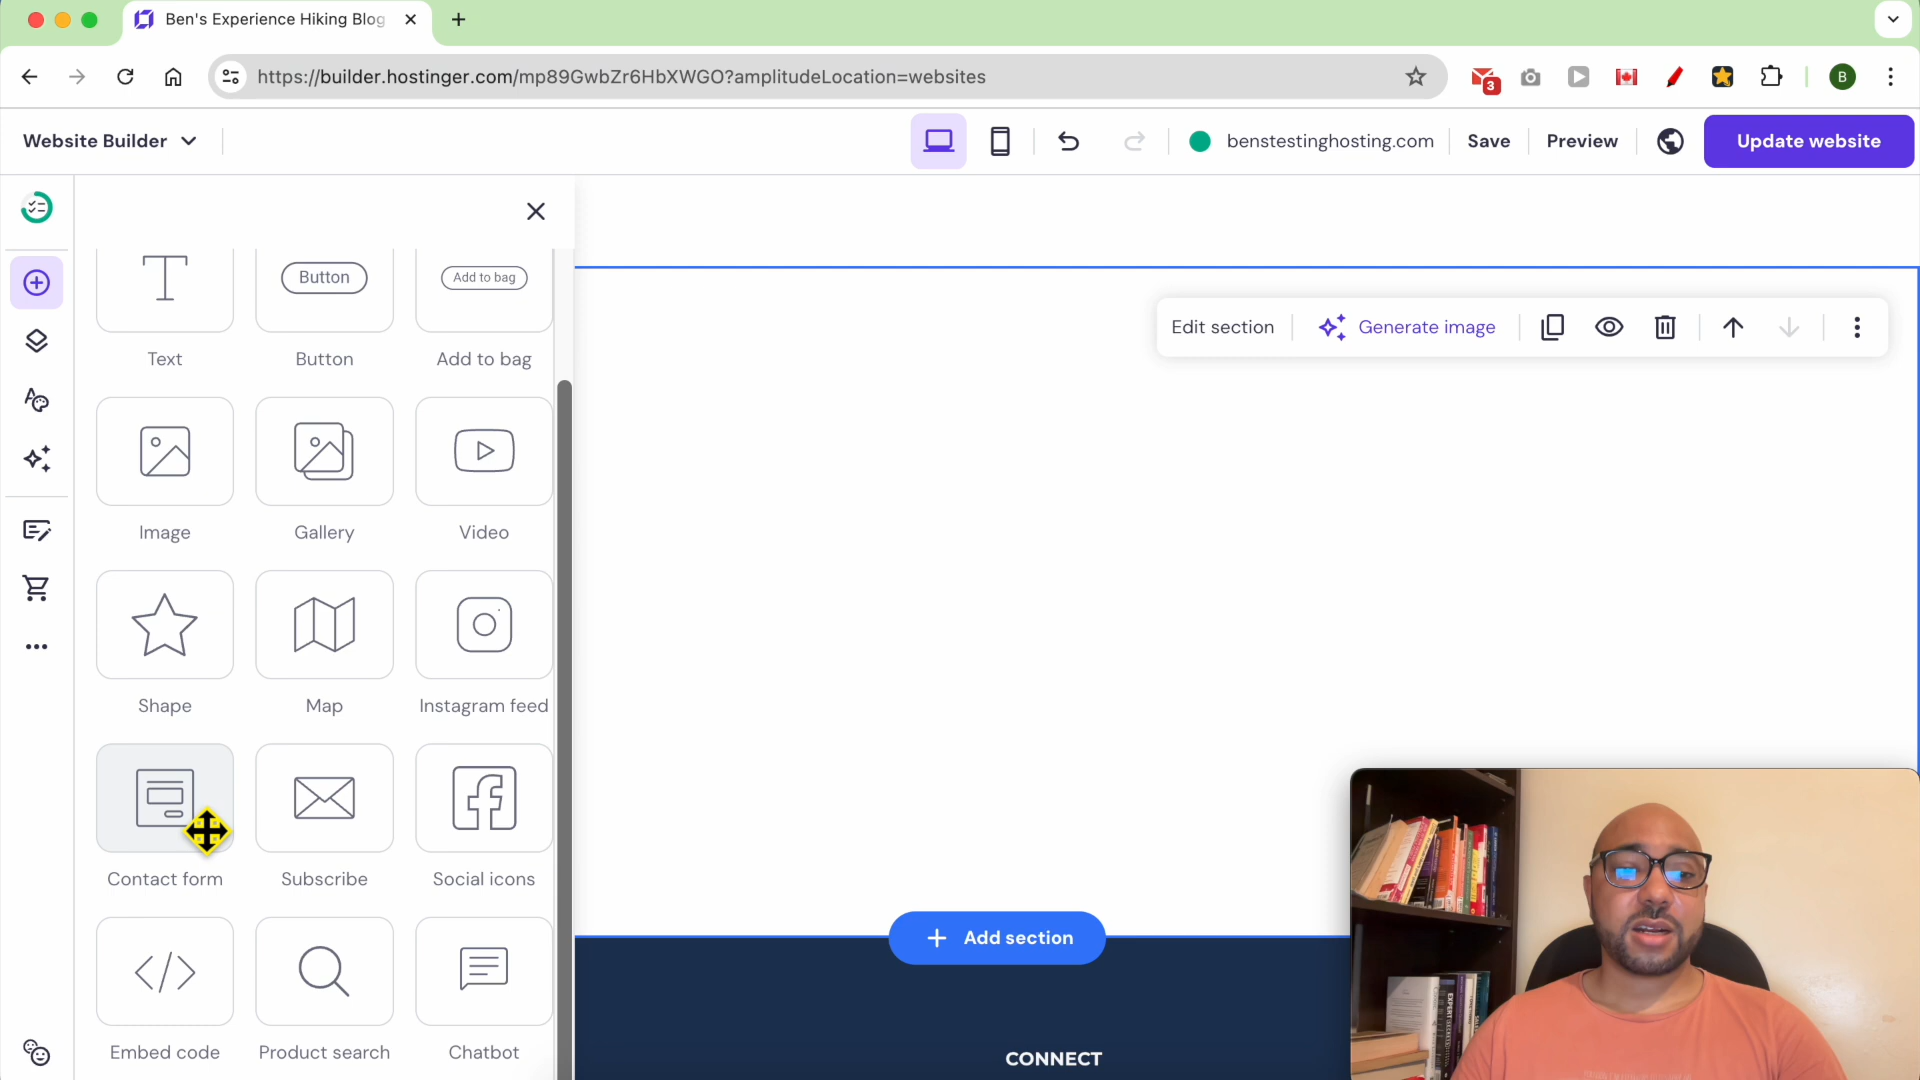 Ben's Experience Hiking Blog
https://builder.hostinger.com/mp89GwbZr6HbXWGO?amplitudeLocation=websites
3
B
Website Builder
benstestinghosting.com
Save
Preview
Update website
Button
Add to bag
Text
Button
Add to bag
Edit section
Generate image
Image
Gallery
Video
Shape
Map
Instagram feed
Contact form
Subscribe
Social icons
Add section
Embed code
Product search
Chatbot
CONNECT